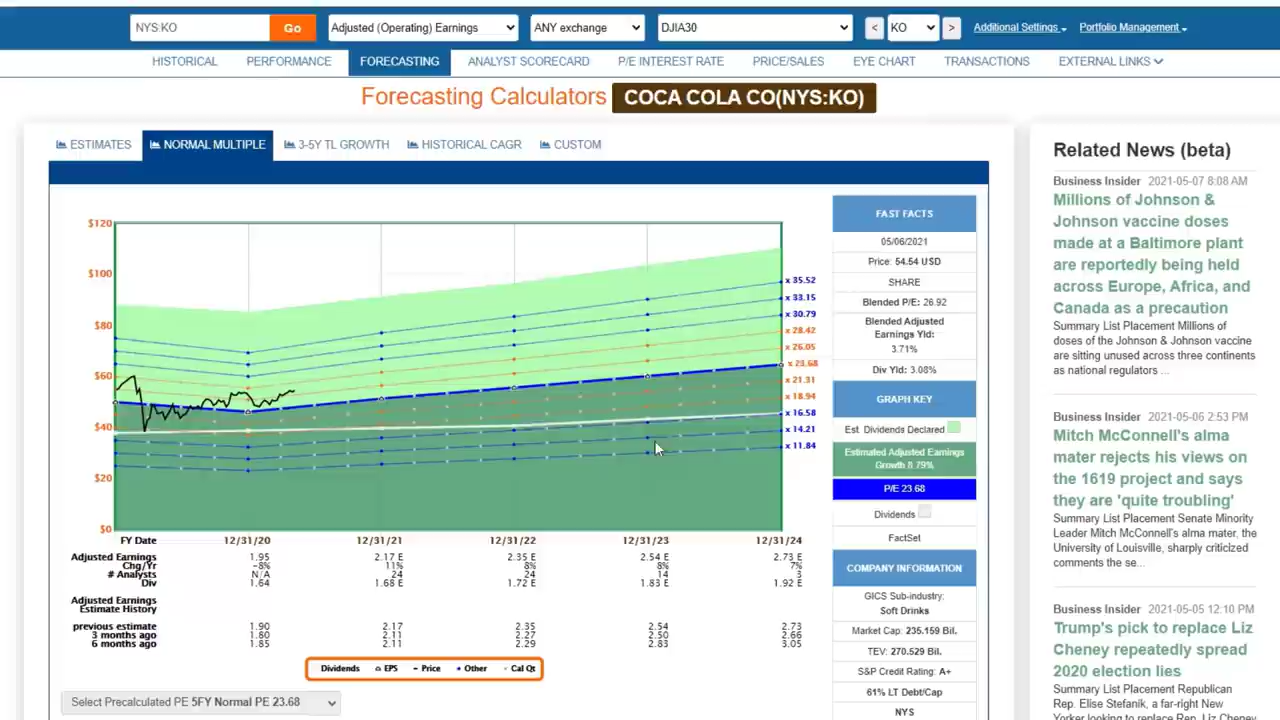 NYS:KO Go Adjusted (Operating) Earnings ANY exchange DJIA30 < KO > Additional Settings Portfolio Management
HISTORICAL PERFORMANCE FORECASTING ANALYST SCORECARD P/E INTEREST RATE PRICE/SALES EYE CHART TRANSACTIONS EXTERNAL LINKS
Forecasting Calculators COCA COLA CO(NYS:KO)
ESTIMATES NORMAL MULTIPLE 3-5Y TL GROWTH HISTORICAL CAGR CUSTOM
$120
$100
$80
$60
$40
$20
$0
x 35.52
x 33.15
x 30.79
x 28.42
x 26.05
x 23.68
x 21.31
x 18.94
x 16.58
x 14.21
x 11.84
FY Date 12/31/20 12/31/21 12/31/22 12/31/23 12/31/24
Adjusted Earnings 1.95 2.17 E 2.35 E 2.54 E 2.73 E
Chg/Yr -8% 11% 8% 8% 7%
# Analysts N/A 24 24 14 3
Div 1.64 1.68 E 1.72 E 1.83 E 1.92 E
Adjusted Earnings
Estimate History
previous estimate 1.90 2.17 2.35 2.54 2.73
3 months ago 1.80 2.11 2.27 2.50 2.66
6 months ago 1.85 2.11 2.29 2.83 3.05
Dividends EPS Price Other Cal Qt
Select Precalculated PE 5FY Normal PE 23.68
FAST FACTS
05/06/2021
Price: 54.54 USD
SHARE
Blended P/E: 26.92
Blended Adjusted
Earnings Yld:
3.71%
Div Yld: 3.08%
GRAPH KEY
Est. Dividends Declared
Estimated Adjusted Earnings
Growth 8.79%
P/E 23.68
Dividends
FactSet
COMPANY INFORMATION
GICS Sub-industry:
Soft Drinks
Market Cap: 235.159 Bil.
TEV: 270.529 Bil.
S&P Credit Rating: A+
61% LT Debt/Cap
NYS
Related News (beta)
Business Insider 2021-05-07 8:08 AM
Millions of Johnson &
Johnson vaccine doses
made at a Baltimore plant
are reportedly being held
across Europe, Africa, and
Canada as a precaution
Summary List Placement Millions of
doses of the Johnson & Johnson vaccine
are sitting unused across three continents
as national regulators ...
Business Insider 2021-05-06 2:53 PM
Mitch McConnell's alma
mater rejects his views on
the 1619 project and says
they are 'quite troubling'
Summary List Placement Senate Minority
Leader Mitch McConnell's alma mater, the
University of Louisville, sharply criticized
comments the se...
Business Insider 2021-05-05 12:10 PM
Trump's pick to replace Liz
Cheney repeatedly spread
2020 election lies
Summary List Placement Republican
Rep. Elise Stefanik, a far-right New
Yorker looking to replace Rep. Liz Cheney